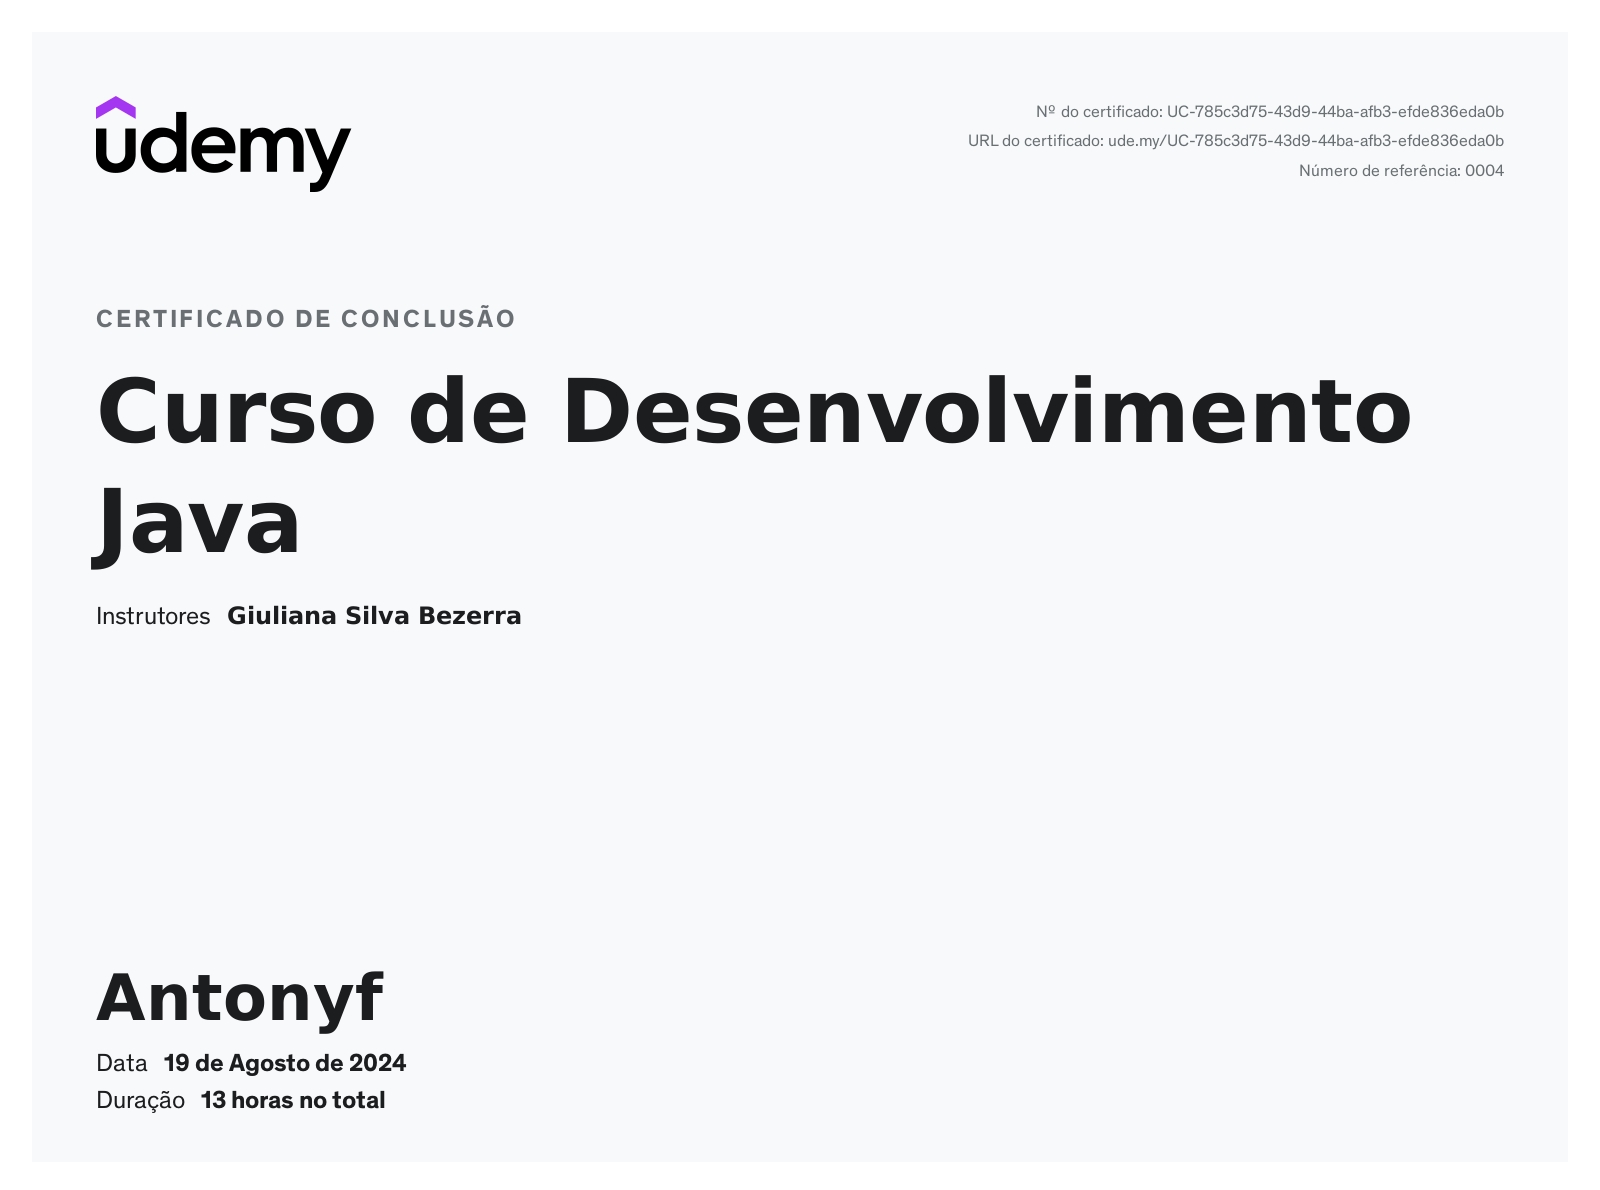 udemy
Nº do certificado: UC-785c3d75-43d9-44ba-afb3-efde836eda0b
URL do certificado: ude.my/UC-785c3d75-43d9-44ba-afb3-efde836eda0b
Número de referência: 0004
CERTIFICADO DE CONCLUSÃO
Curso de Desenvolvimento
Java
Instrutores Giuliana Silva Bezerra
Antonyf
Data 19 de Agosto de 2024
Duração 13 horas no total